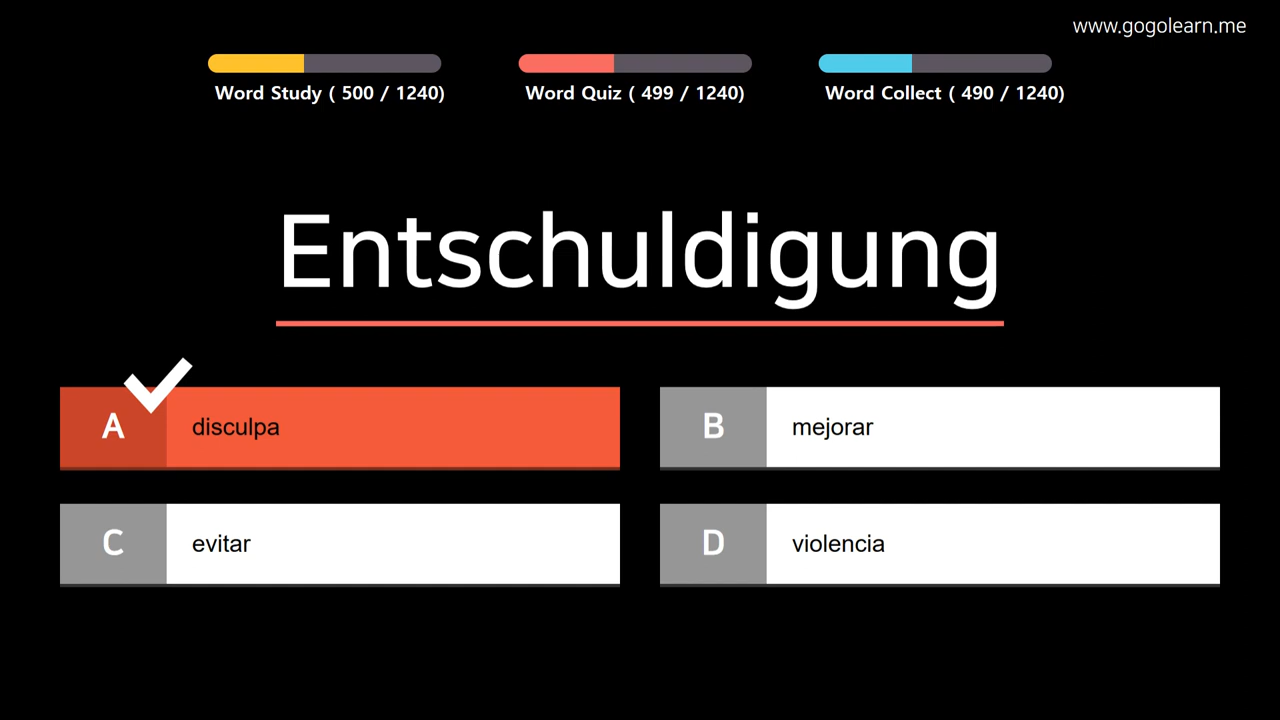 www.gogolearn.me
Word Study ( 500 / 1240)
Word Quiz ( 499 / 1240)
Word Collect ( 490 / 1240)
Entschuldigung
A disculpa
B mejorar
C evitar
D violencia